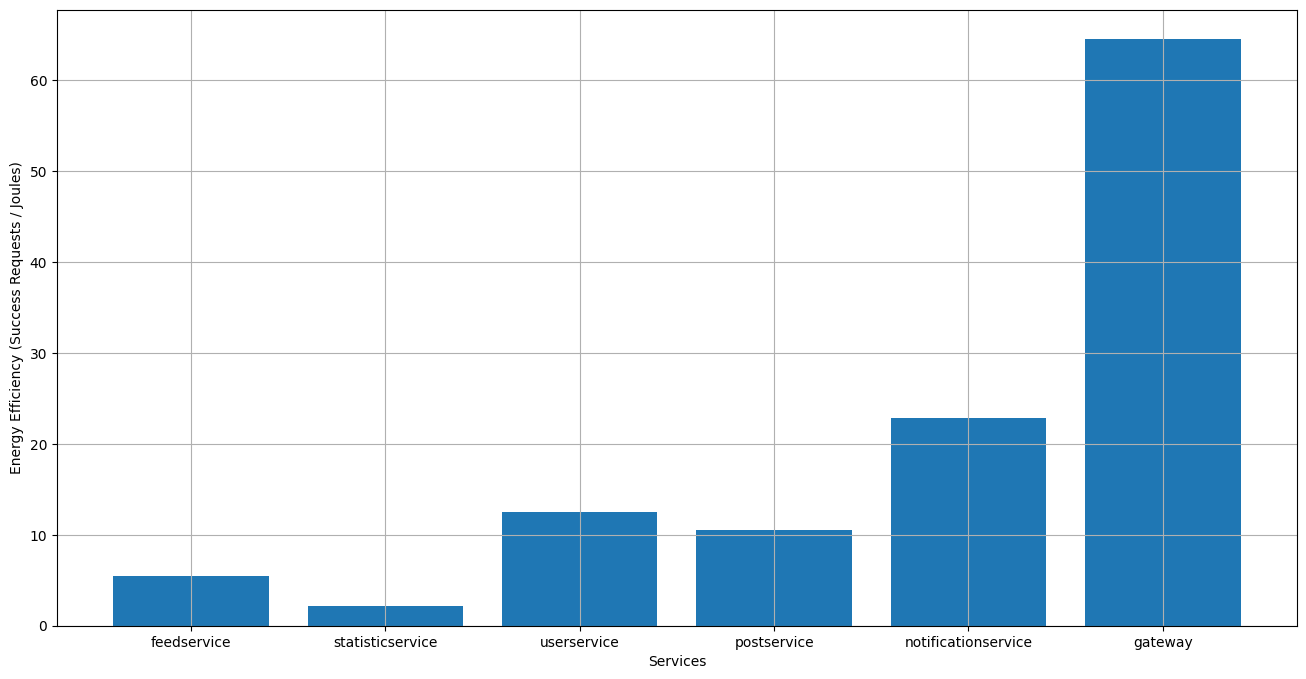 Energy Efficiency (Success Requests / Joules)
60
50
40
30
20
10
0
feedservice statisticservice userservice postservice notificationservice gateway
Services